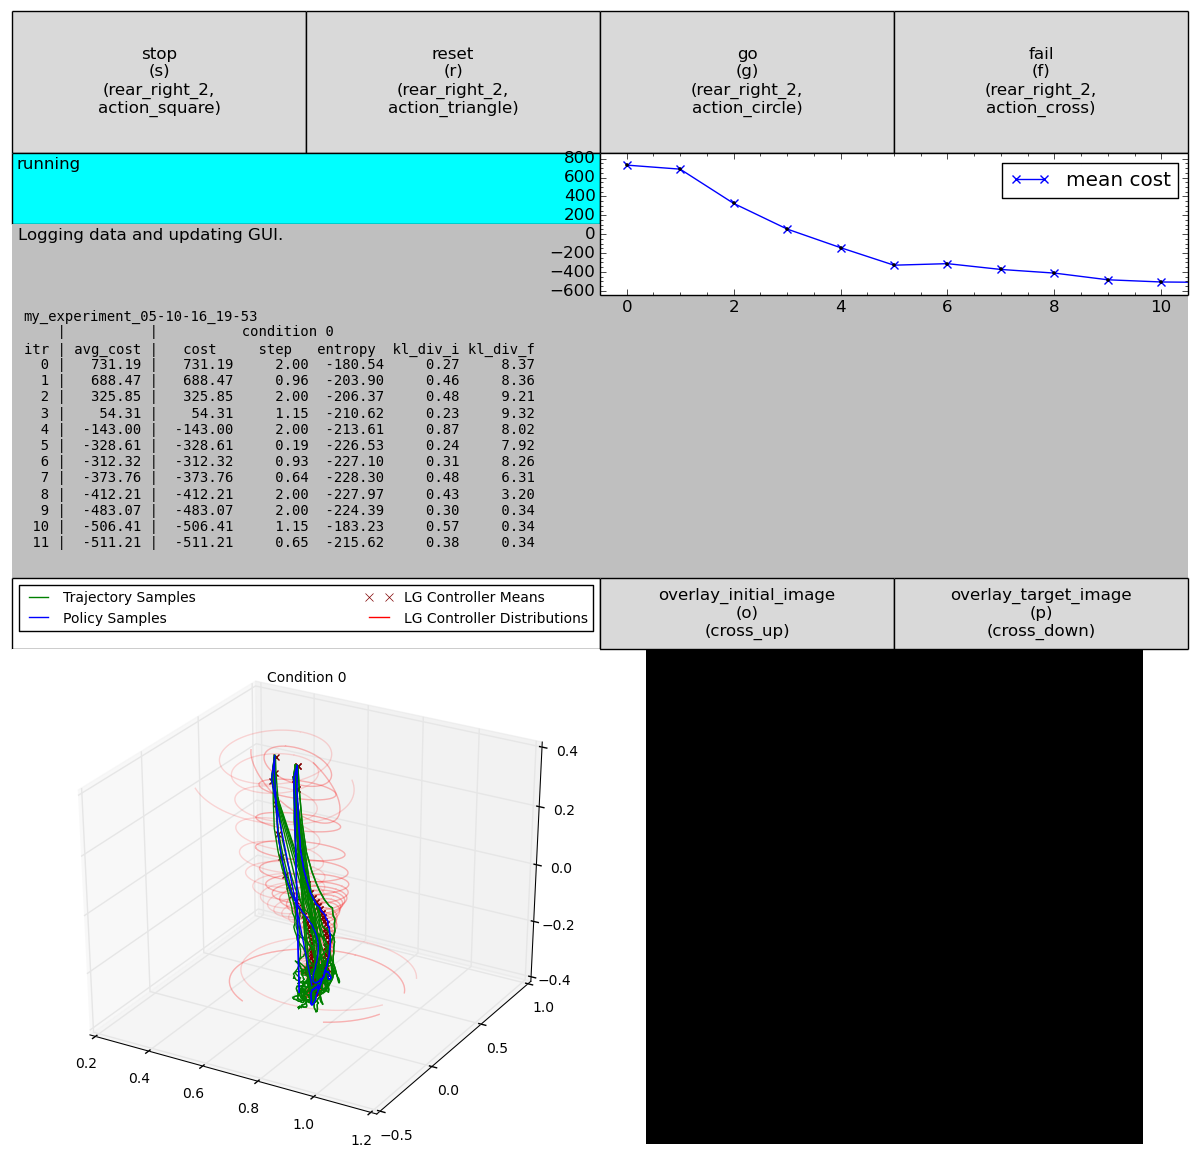 stop
(s)
(rear_right_2,
action_square)
reset
(r)
(rear_right_2,
action_triangle)
go
(g)
(rear_right_2,
action_circle)
fail
(f)
(rear_right_2,
action_cross)
running
800
600
400
200
0
−200
−400
−600
mean cost
0 2 4 6 8 10
Logging data and updating GUI.
my_experiment_05-10-16_19-53
| | condition 0
itr | avg_cost | cost step entropy kl_div_i kl_div_f
0 | 731.19 | 731.19 2.00 -180.54 0.27 8.37
1 | 688.47 | 688.47 0.96 -203.90 0.46 8.36
2 | 325.85 | 325.85 2.00 -206.37 0.48 9.21
3 | 54.31 | 54.31 1.15 -210.62 0.23 9.32
4 | -143.00 | -143.00 2.00 -213.61 0.87 8.02
5 | -328.61 | -328.61 0.19 -226.53 0.24 7.92
6 | -312.32 | -312.32 0.93 -227.10 0.31 8.26
7 | -373.76 | -373.76 0.64 -228.30 0.48 6.31
8 | -412.21 | -412.21 2.00 -227.97 0.43 3.20
9 | -483.07 | -483.07 2.00 -224.39 0.30 0.34
10 | -506.41 | -506.41 1.15 -183.23 0.57 0.34
11 | -511.21 | -511.21 0.65 -215.62 0.38 0.34
Trajectory Samples
Policy Samples
LG Controller Means
LG Controller Distributions
overlay_initial_image
(o)
(cross_up)
overlay_target_image
(p)
(cross_down)
Condition 0
0.4
0.2
0.0
−0.2
−0.4
1.0
0.5
0.0
−0.5
0.2
0.4
0.6
0.8
1.0
1.2